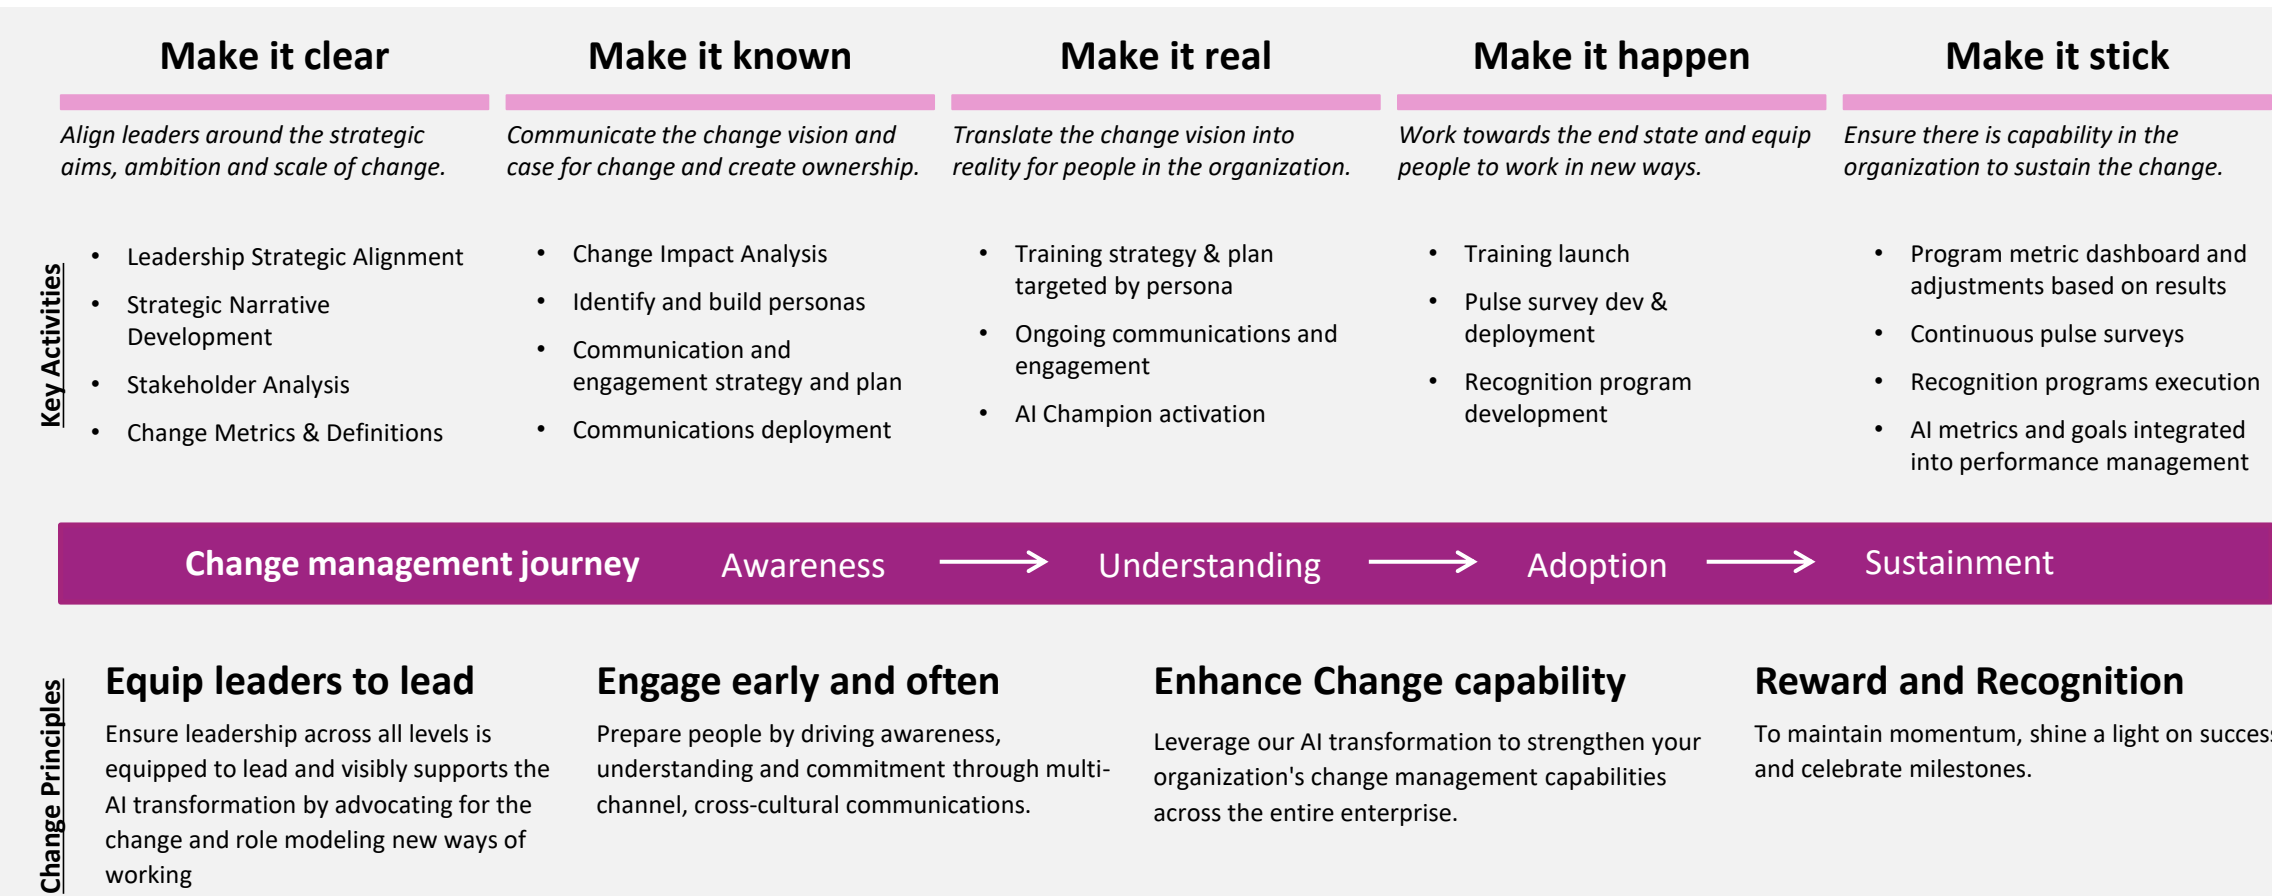 Make it clear
Align leaders around the strategic
aims, ambition and scale of change.
Make it known
Communicate the change vision and
case for change and create ownership.
Make it real
Translate the change vision into
reality for people in the organization.
Make it happen
Work towards the end state and equip
people to work in new ways.
Make it stick
Ensure there is capability in the
organization to sustain the change.
Key Activities
• Leadership Strategic Alignment
• Strategic Narrative
Development
• Stakeholder Analysis
• Change Metrics & Definitions
• Change Impact Analysis
• Identify and build personas
• Communication and
engagement strategy and plan
• Communications deployment
• Training strategy & plan
targeted by persona
• Ongoing communications and
engagement
• AI Champion activation
• Training launch
• Pulse survey dev &
deployment
• Recognition program
development
• Program metric dashboard and
adjustments based on results
• Continuous pulse surveys
• Recognition programs execution
• AI metrics and goals integrated
into performance management
Change management journey Awareness → Understanding → Adoption → Sustainment
Change Principles
Equip leaders to lead
Ensure leadership across all levels is
equipped to lead and visibly supports the
AI transformation by advocating for the
change and role modeling new ways of
working
Engage early and often
Prepare people by driving awareness,
understanding and commitment through multi-
channel, cross-cultural communications.
Enhance Change capability
Leverage our AI transformation to strengthen your
organization's change management capabilities
across the entire enterprise.
Reward and Recognition
To maintain momentum, shine a light on success
and celebrate milestones.